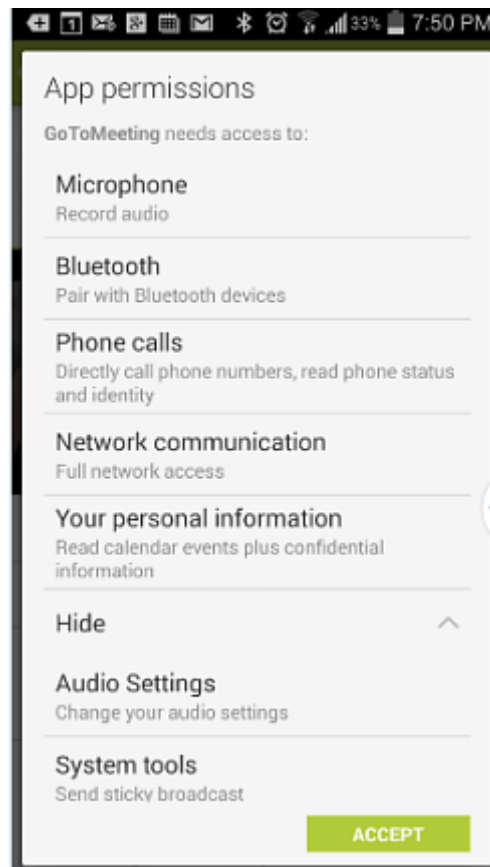 1 33% 7:50 PM
App permissions
GoToMeeting needs access to:
Microphone
Record audio
Bluetooth
Pair with Bluetooth devices
Phone calls
Directly call phone numbers, read phone status
and identity
Network communication
Full network access
Your personal information
Read calendar events plus confidential
information
Hide
Audio Settings
Change your audio settings
System tools
Send sticky broadcast
ACCEPT